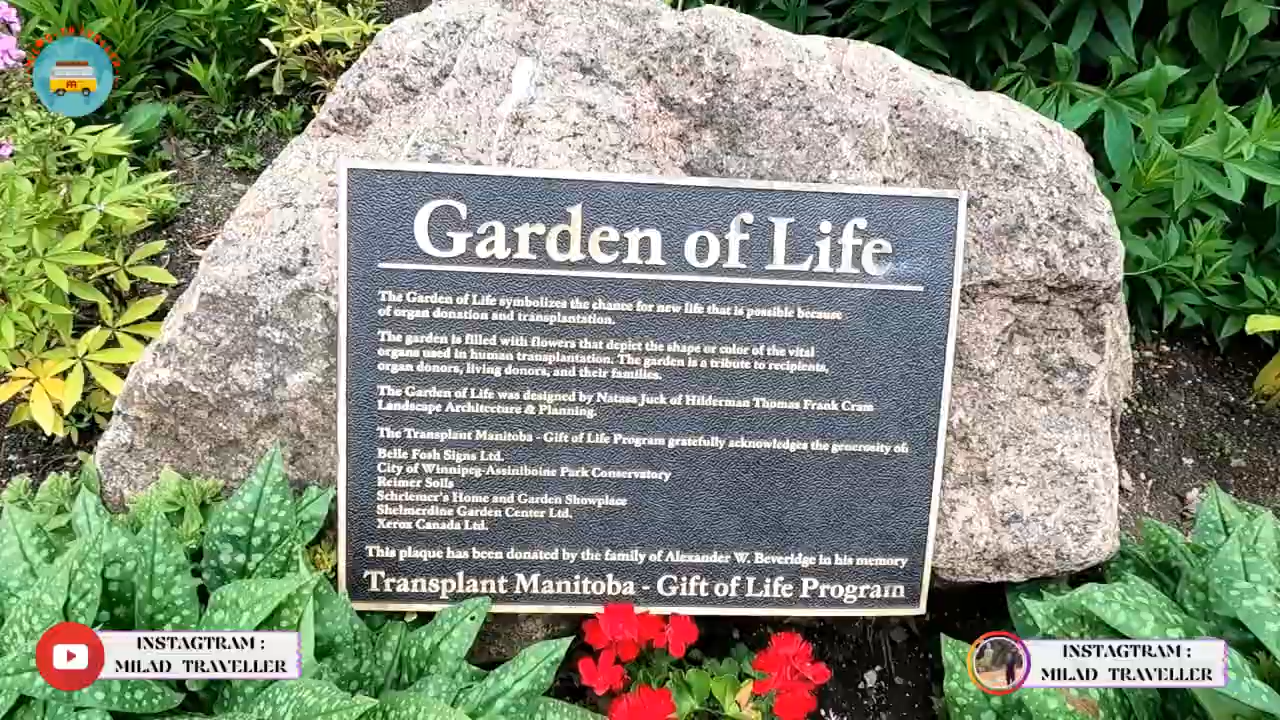 Garden of Life
The Garden of Life symbolizes the chance for new life that is possible because
of organ donation and transplantation.
The garden is filled with flowers that depict the shape or color of the vital
organs used in human transplantation. The garden is a tribute to recipients,
organ donors, living donors, and their families.
The Garden of Life was designed by Natasa Juck of Hilderman Thomas Frank Cram
Landscape Architecture & Planning.
The Transplant Manitoba - Gift of Life Program gratefully acknowledges the generosity of:
Belle Fosh Signs Ltd.
City of Winnipeg-Assiniboine Park Conservatory
Reimer Soils
Schriemer's Home and Garden Showplace
Shelmerdine Garden Center Ltd.
Xerox Canada Ltd.
This plaque has been donated by the family of Alexander W. Beveridge in his memory
Transplant Manitoba - Gift of Life Program
INSTAGTRAM :
MILAD TRAVELLER
INSTAGTRAM :
MILAD TRAVELLER